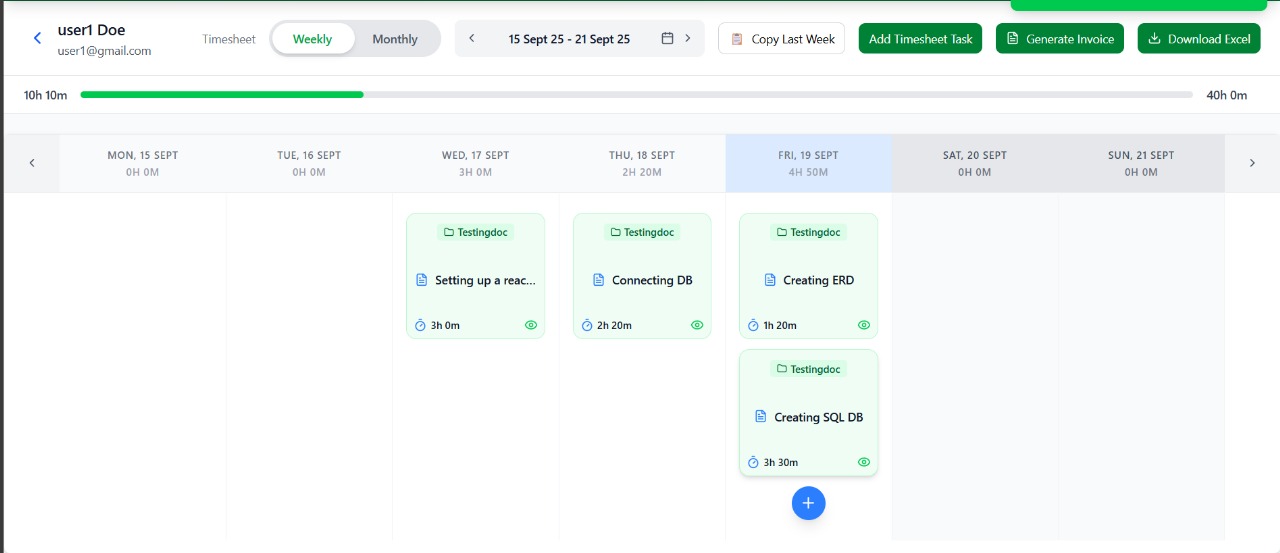 user1 Doe
user1@gmail.com
Timesheet
Weekly
Monthly
15 Sept 25 - 21 Sept 25
Copy Last Week
Add Timesheet Task
Generate Invoice
Download Excel
10h 10m
40h 0m
MON, 15 SEPT
0H 0M
TUE, 16 SEPT
0H 0M
WED, 17 SEPT
3H 0M
THU, 18 SEPT
2H 20M
FRI, 19 SEPT
4H 50M
SAT, 20 SEPT
0H 0M
SUN, 21 SEPT
0H 0M
Testingdoc
Setting up a reac...
3h 0m
Testingdoc
Connecting DB
2h 20m
Testingdoc
Creating ERD
1h 20m
Testingdoc
Creating SQL DB
3h 30m